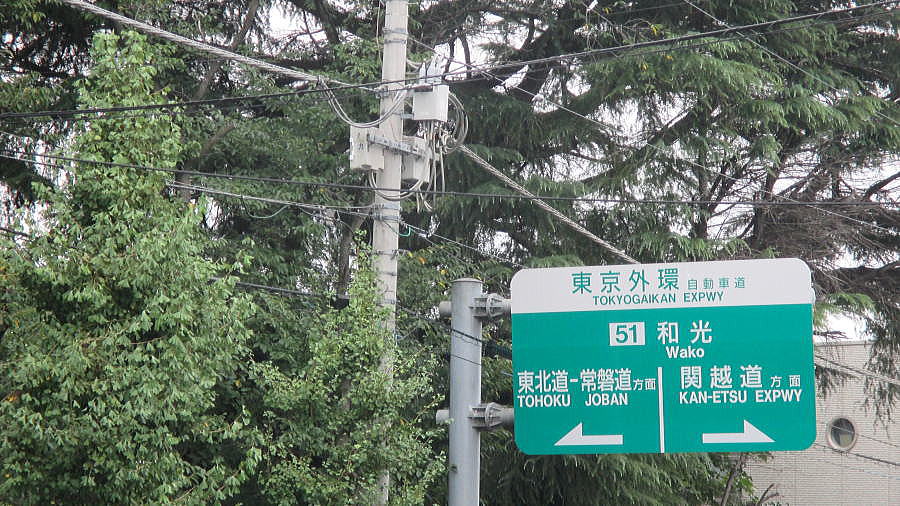 東京外環 自動車道
TOKYOGAIKAN EXPWY
51 和光
Wako
東北道-常磐道方面
TOHOKU JOBAN
関越道方面
KAN-ETSU EXPWY